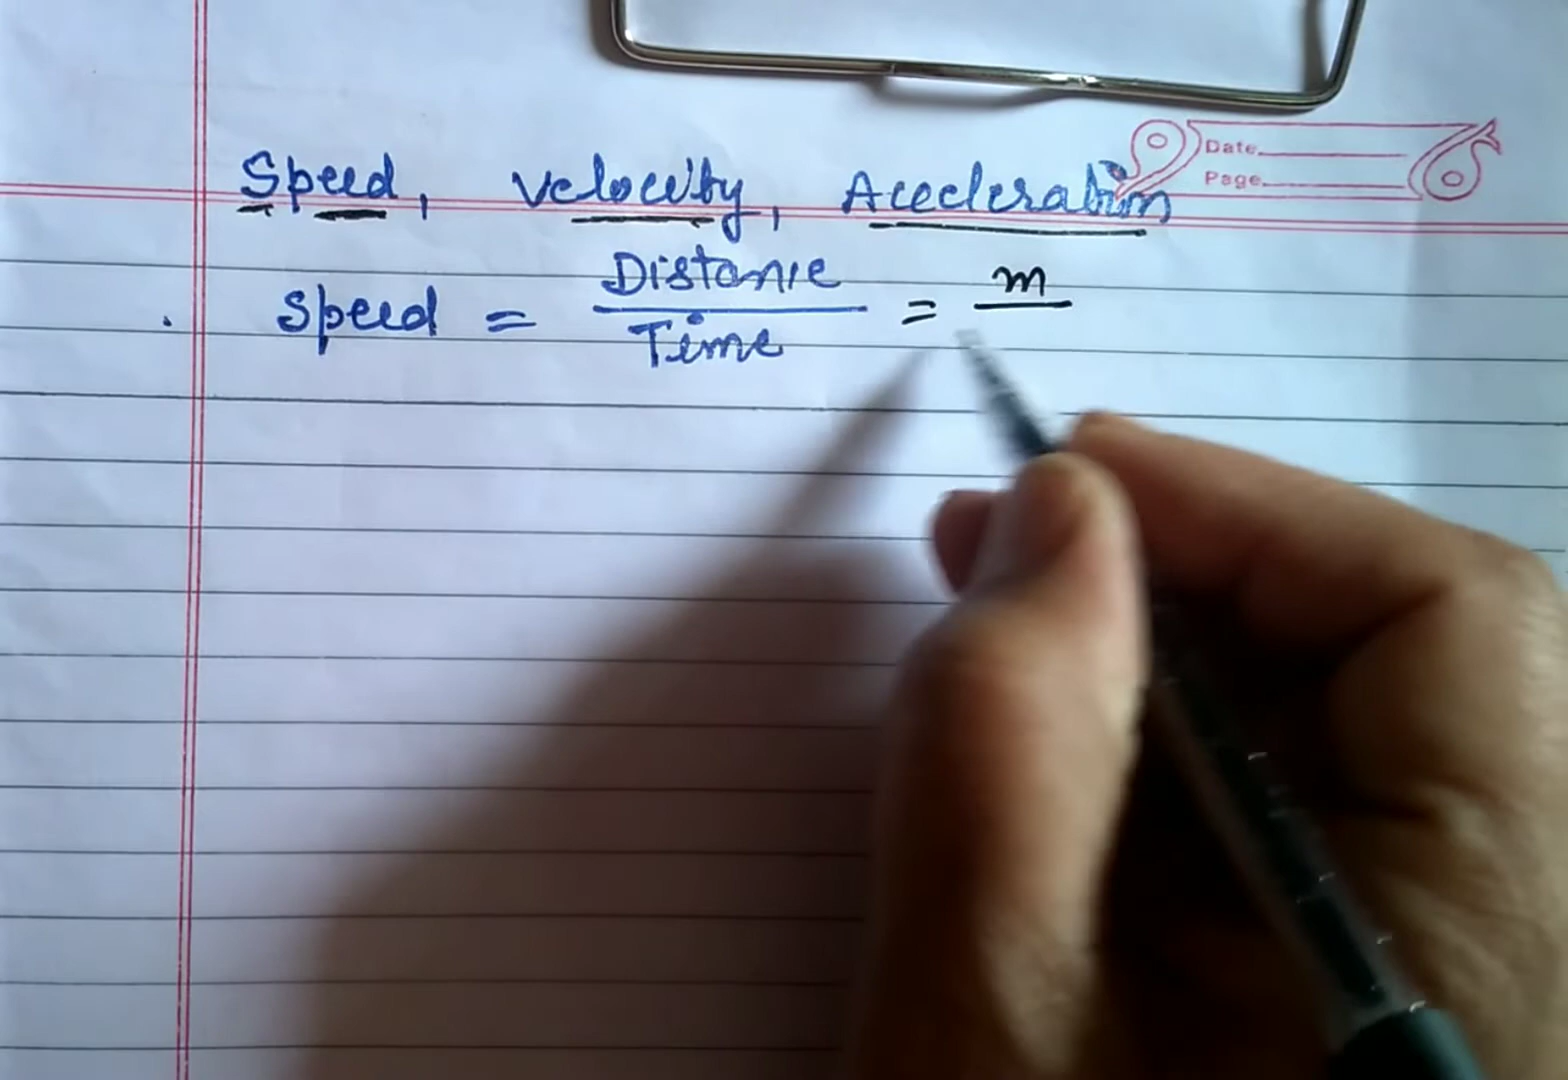 Speed, Velocity, Acceleration
Date
Page
Speed = Distance / Time = m